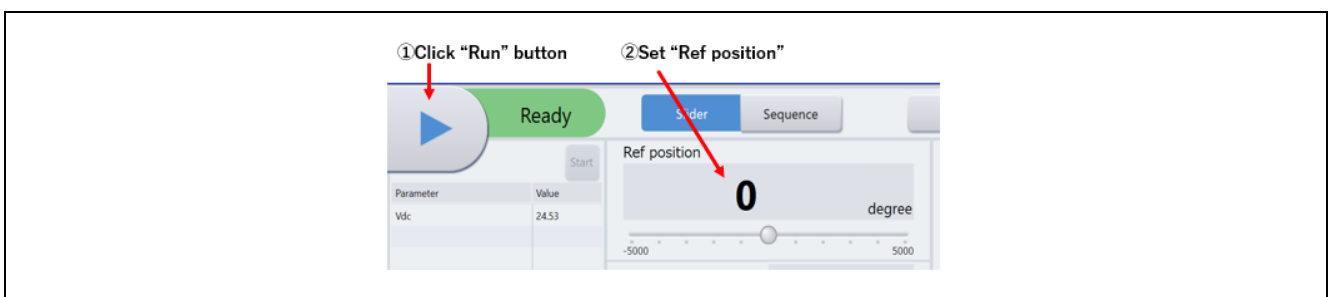 ①Click “Run” button
②Set “Ref position”
Ready
Slider
Sequence
Start
Ref position
Parameter Value
Vdc 24.53
0
degree
-5000
5000